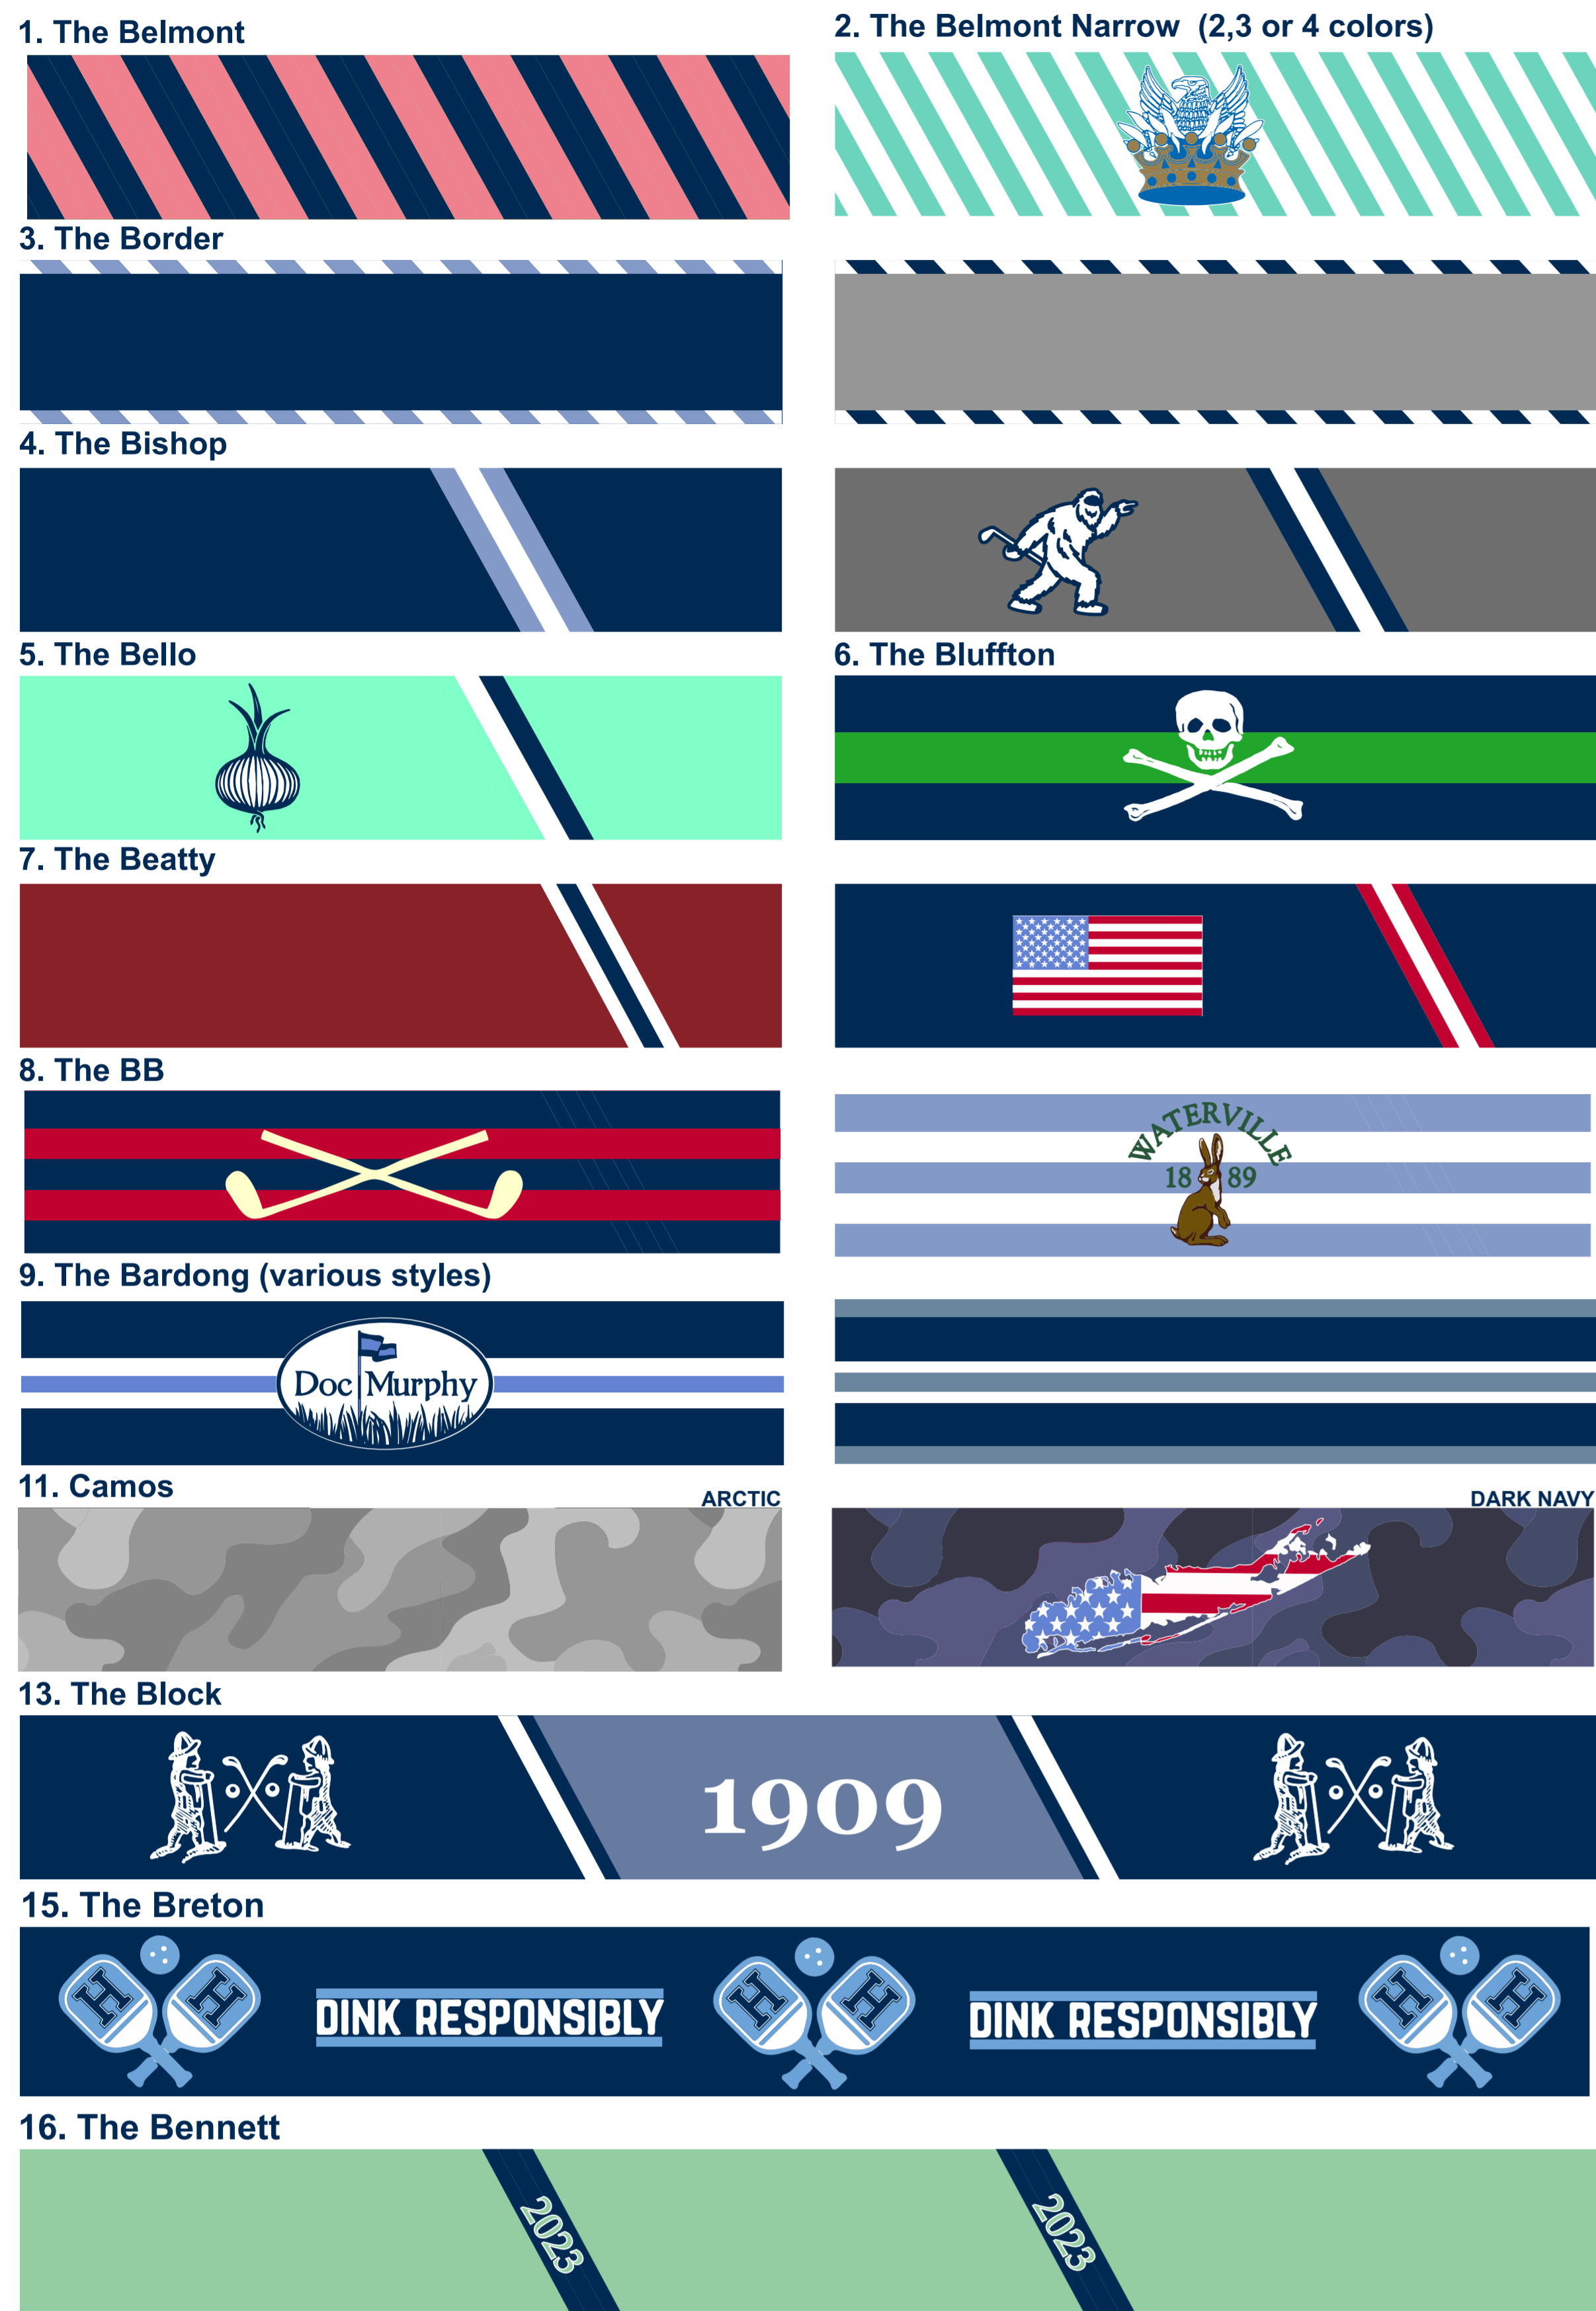 1. The Belmont
2. The Belmont Narrow (2,3 or 4 colors)
3. The Border
4. The Bishop
5. The Bello
6. The Bluffton
7. The Beatty
8. The BB
WATERVILLE
18 89
9. The Bardong (various styles)
Doc Murphy
11. Camos
ARCTIC
DARK NAVY
13. The Block
1909
15. The Breton
H H
DINK RESPONSIBLY
H H
DINK RESPONSIBLY
H H
16. The Bennett
2023
2023